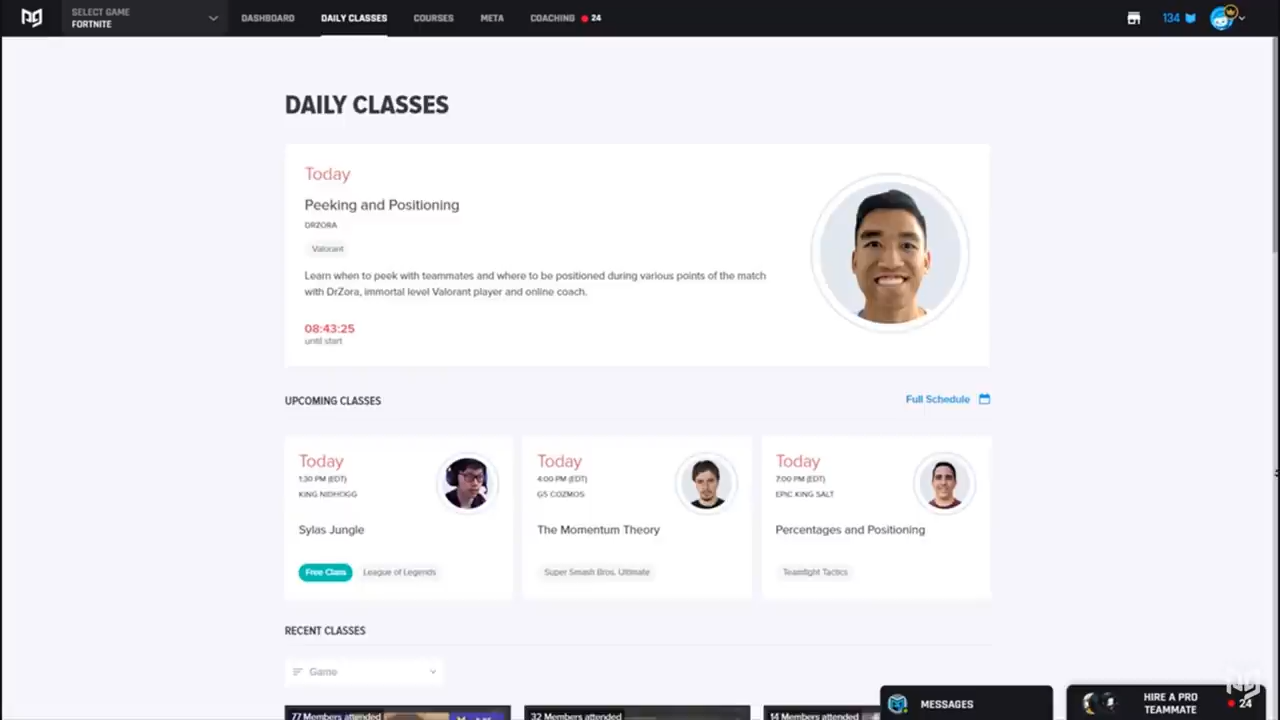 SELECT GAME
FORTNITE
DASHBOARD
DAILY CLASSES
COURSES
META
COACHING
24
134
DAILY CLASSES
Today
Peeking and Positioning
DRZORA
Valorant
Learn when to peek with teammates and where to be positioned during various points of the match
with DrZora, immortal level Valorant player and online coach.
08:43:25
until start
UPCOMING CLASSES
Full Schedule
Today
1:30 PM (EDT)
KING NIDHOGG
Sylas Jungle
Free Class
League of Legends
Today
4:00 PM (EDT)
G5 COZMOS
The Momentum Theory
Super Smash Bros. Ultimate
Today
7:00 PM (EDT)
EPIC KING SALT
Percentages and Positioning
Teamfight Tactics
RECENT CLASSES
Game
77 Members attended
32 Members attended
14 Members attended
MESSAGES
HIRE A PRO
TEAMMATE
24